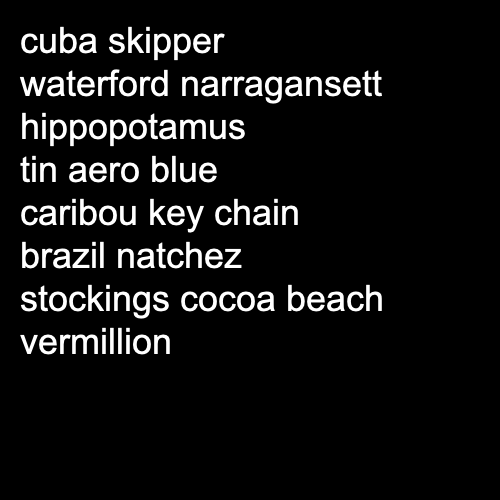 cuba skipper
waterford narragansett
hippopotamus
tin aero blue
caribou key chain
brazil natchez
stockings cocoa beach
vermillion